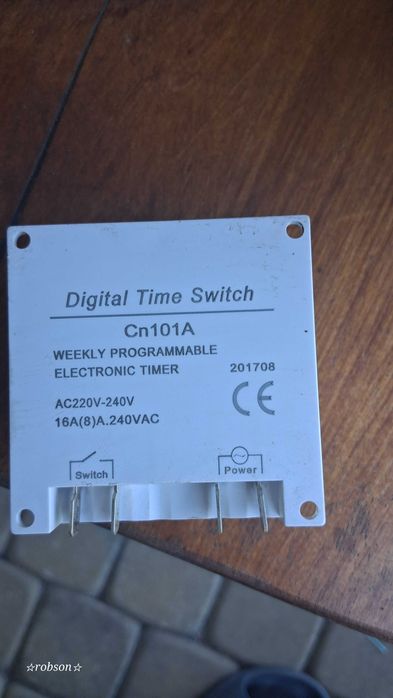 Digital Time Switch
Cn101A
WEEKLY PROGRAMMABLE
ELECTRONIC TIMER 201708
CE
AC220V-240V
16A(8)A.240VAC
Switch Power
☆robson☆